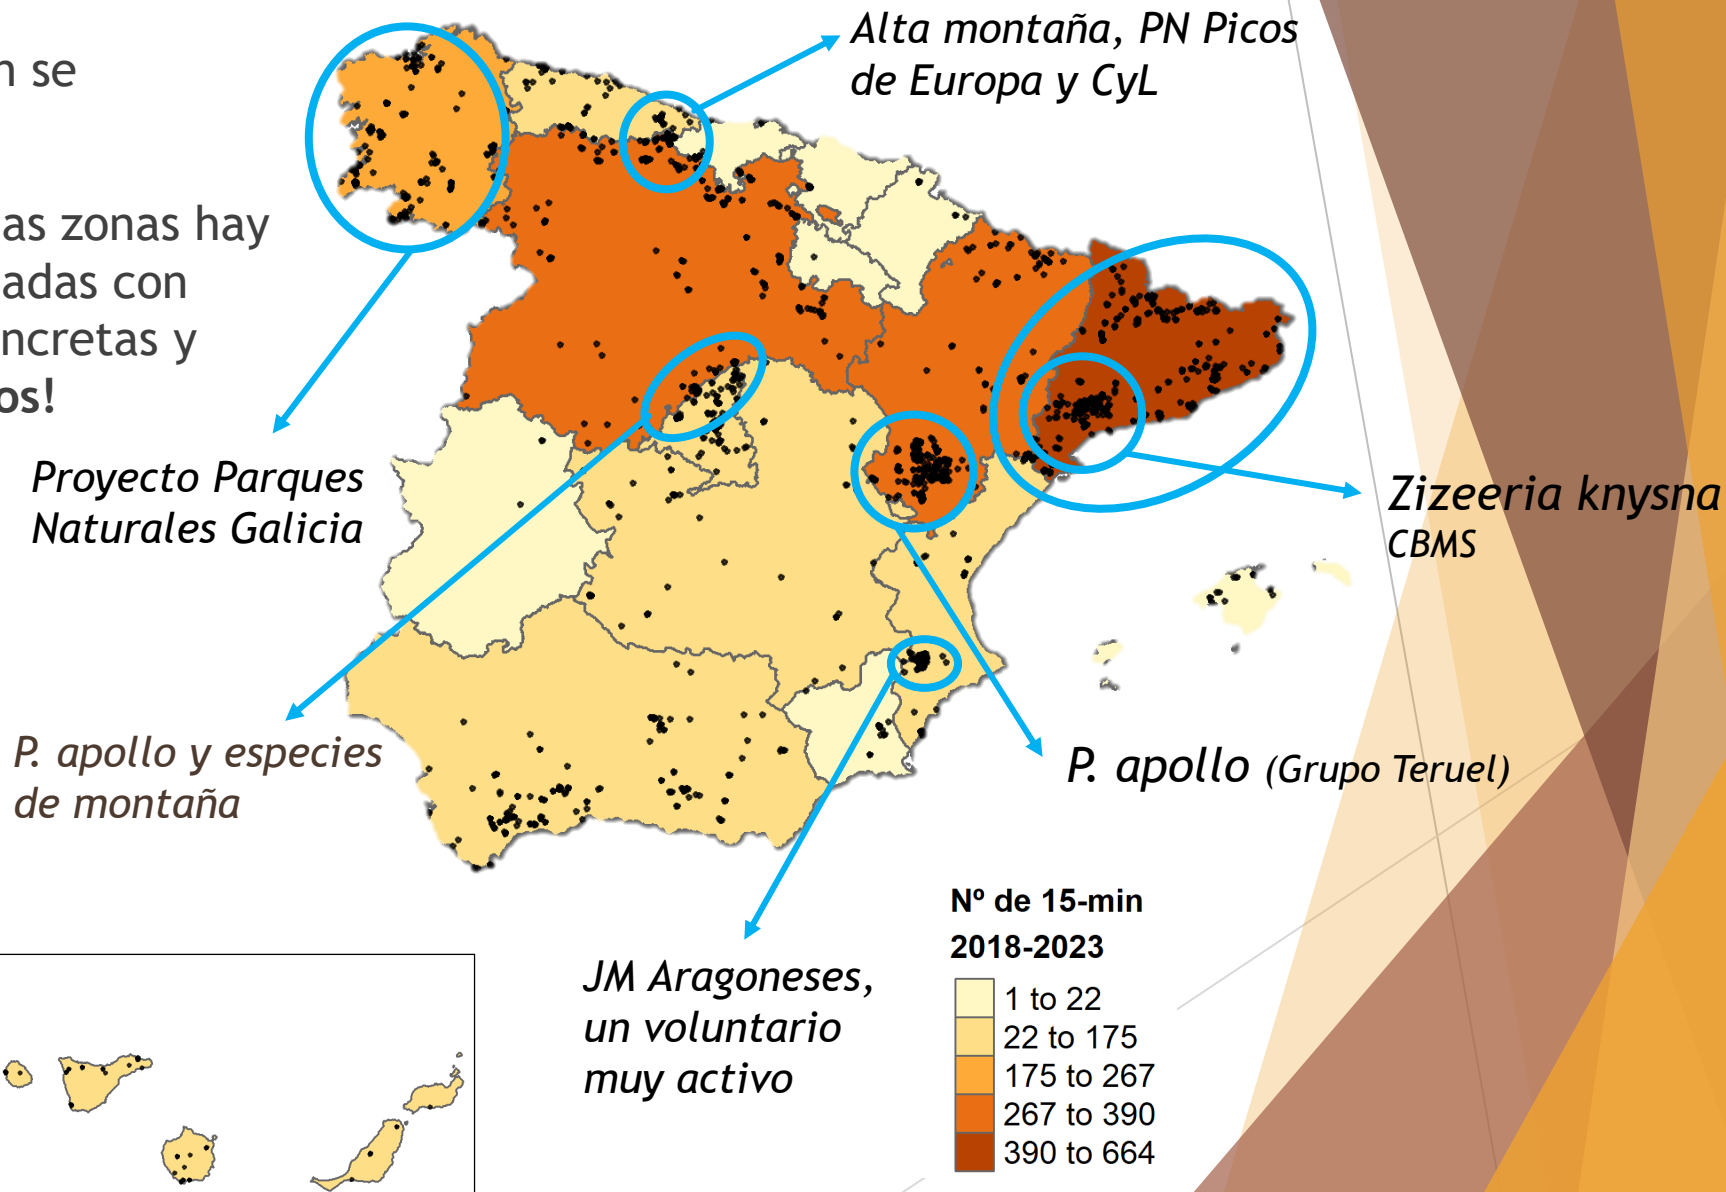 n se
as zonas hay
adas con
ncretas y
os!
Alta montaña, PN Picos
de Europa y CyL
Proyecto Parques
Naturales Galicia
Zizeeria knysna
CBMS
P. apollo y especies
de montaña
P. apollo (Grupo Teruel)
JM Aragoneses,
un voluntario
muy activo
Nº de 15-min
2018-2023
1 to 22
22 to 175
175 to 267
267 to 390
390 to 664